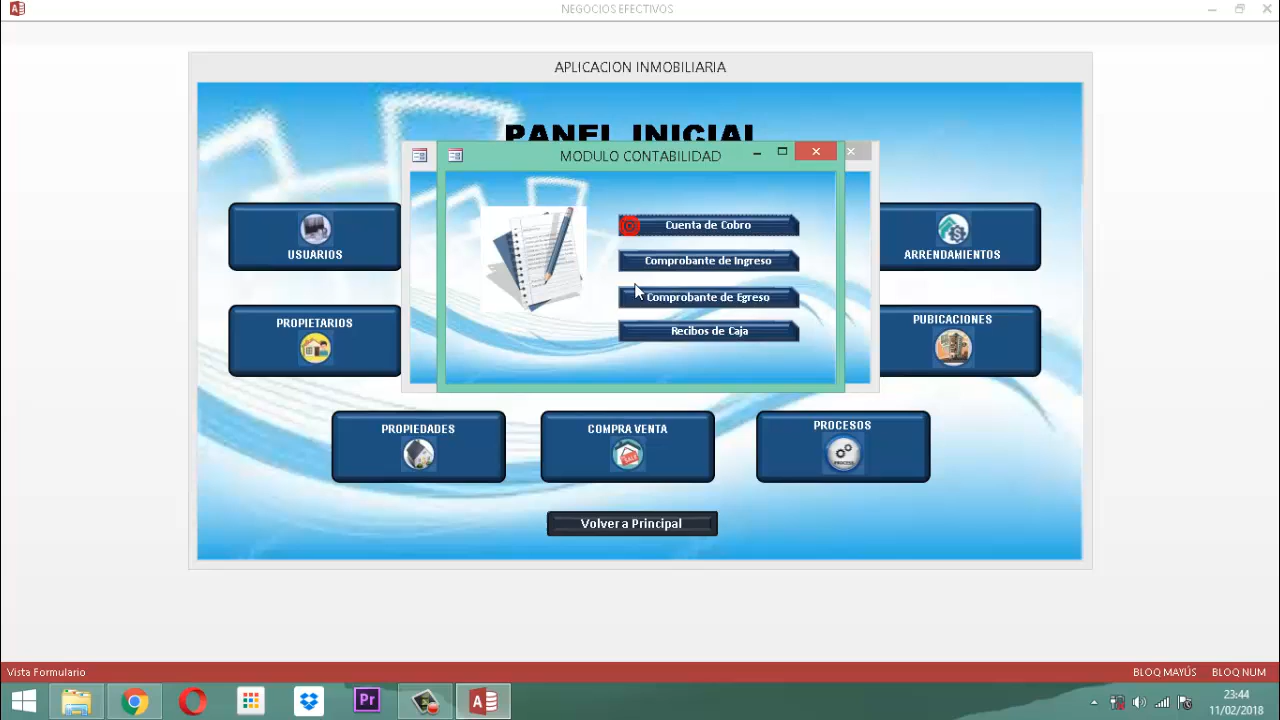 NEGOCIOS EFECTIVOS
APLICACION INMOBILIARIA
PANEL INICIAL
MODULO CONTABILIDAD
Cuenta de Cobro
Comprobante de Ingreso
Comprobante de Egreso
Recibos de Caja
USUARIOS
ARRENDAMIENTOS
PROPIETARIOS
PUBICACIONES
PROPIEDADES
COMPRA VENTA
PROCESOS
Volver a Principal
Vista Formulario
BLOQ MAYÚS
BLOQ NUM
Pr
23:44
11/02/2018